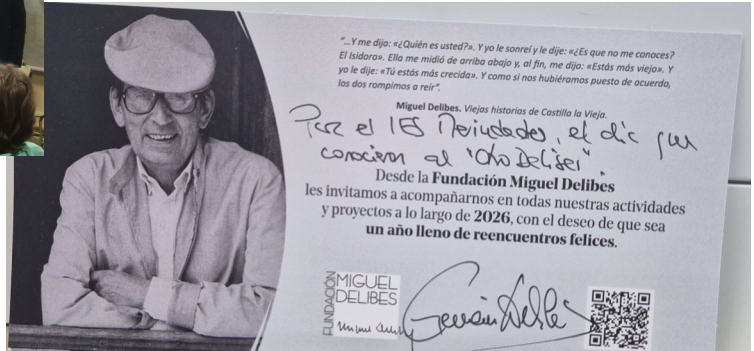 "...Y me dijo: «¿Quién es usted?». Y yo le sonreí y le dije: «¿Es que no me conoces?
El Isidoro». Ella me midió de arriba abajo y, al fin, me dijo: «Estás más viejo». Y
yo le dije: «Tú estás más crecida». Y como si nos hubiéramos puesto de acuerdo,
los dos rompimos a reír".
Miguel Delibes. Viejas historias de Castilla la Vieja.
Para el IES Merindades, el día que
conocieron al "Otro Delibes".
Desde la Fundación Miguel Delibes
les invitamos a acompañarnos en todas nuestras actividades
y proyectos a lo largo de 2026, con el deseo de que sea
un año lleno de reencuentros felices.
FUNDACIÓN
MIGUEL
DELIBES
Germán Delibes